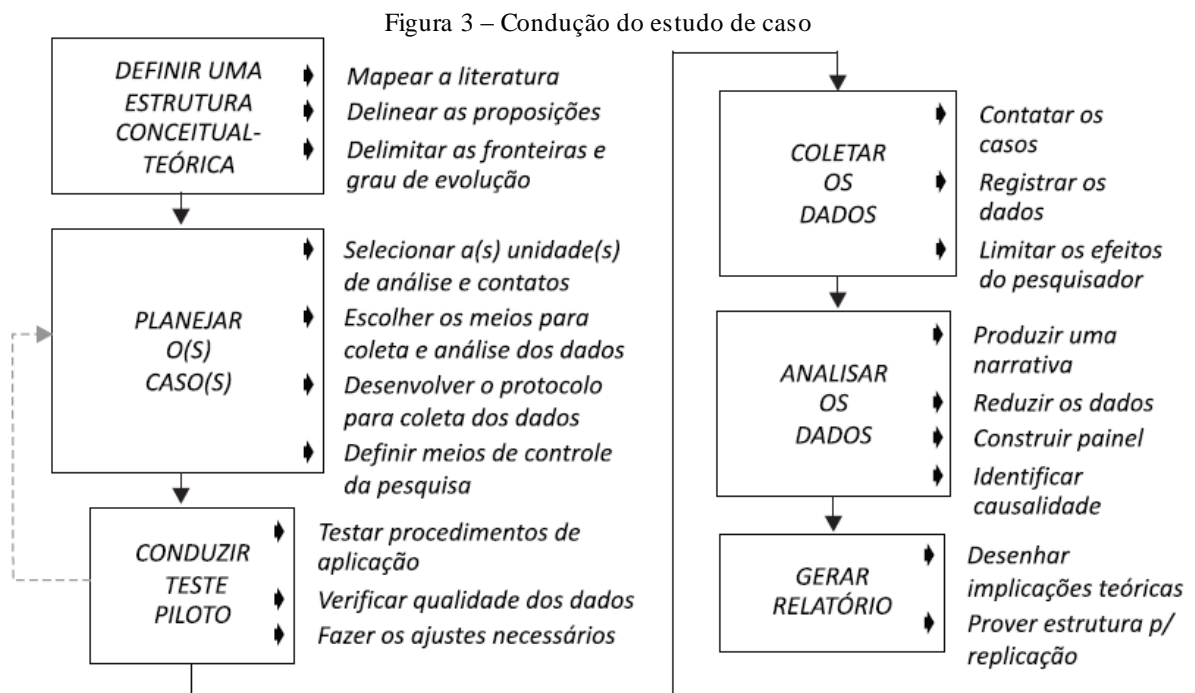 Figura 3 – Condução do estudo de caso
DEFINIR UMA
ESTRUTURA
CONCEITUAL-
TEÓRICA
Mapear a literatura
Delinear as proposições
Delimitar as fronteiras e
grau de evolução
PLANEJAR
O(S)
CASO(S)
Selecionar a(s) unidade(s)
de análise e contatos
Escolher os meios para
coleta e análise dos dados
Desenvolver o protocolo
para coleta dos dados
Definir meios de controle
da pesquisa
CONDUZIR
TESTE
PILOTO
Testar procedimentos de
aplicação
Verificar qualidade dos dados
Fazer os ajustes necessários
COLETAR
OS
DADOS
Contatar os
casos
Registrar os
dados
Limitar os efeitos
do pesquisador
ANALISAR
OS
DADOS
Produzir uma
narrativa
Reduzir os dados
Construir painel
Identificar
causalidade
GERAR
RELATÓRIO
Desenhar
implicações teóricas
Prover estrutura p/
replicação